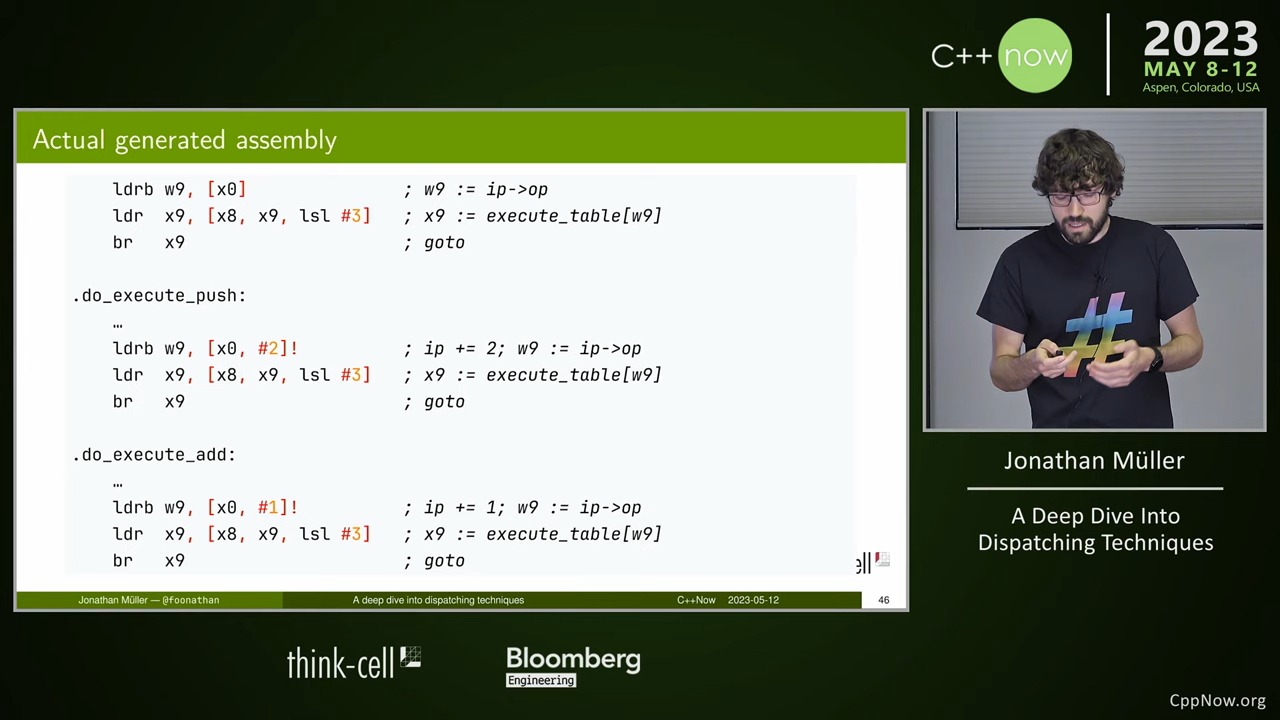 C++ now
2023
MAY 8-12
Aspen, Colorado, USA
Actual generated assembly
ldrb w9, [x0] ; w9 := ip->op
ldr x9, [x8, x9, lsl #3] ; x9 := execute_table[w9]
br x9 ; goto
.do_execute_push:
…
ldrb w9, [x0, #2]! ; ip += 2; w9 := ip->op
ldr x9, [x8, x9, lsl #3] ; x9 := execute_table[w9]
br x9 ; goto
.do_execute_add:
…
ldrb w9, [x0, #1]! ; ip += 1; w9 := ip->op
ldr x9, [x8, x9, lsl #3] ; x9 := execute_table[w9]
br x9 ; goto
ell
Jonathan Müller — @foonathan A deep dive into dispatching techniques C++Now 2023-05-12 46
#
Jonathan Müller
A Deep Dive Into
Dispatching Techniques
think-cell
Bloomberg
Engineering
CppNow.org